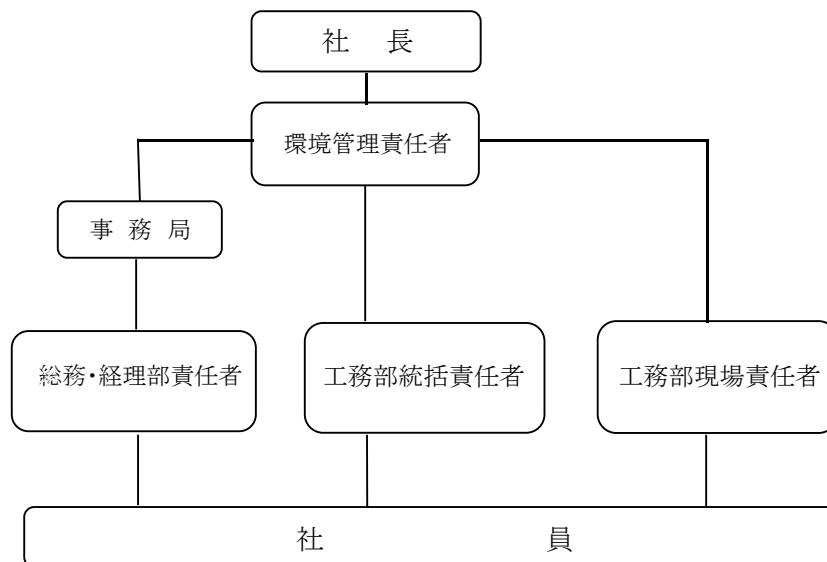 社　長
環境管理責任者
事 務 局
総務・経理部責任者
工務部統括責任者
工務部現場責任者
社　　　員